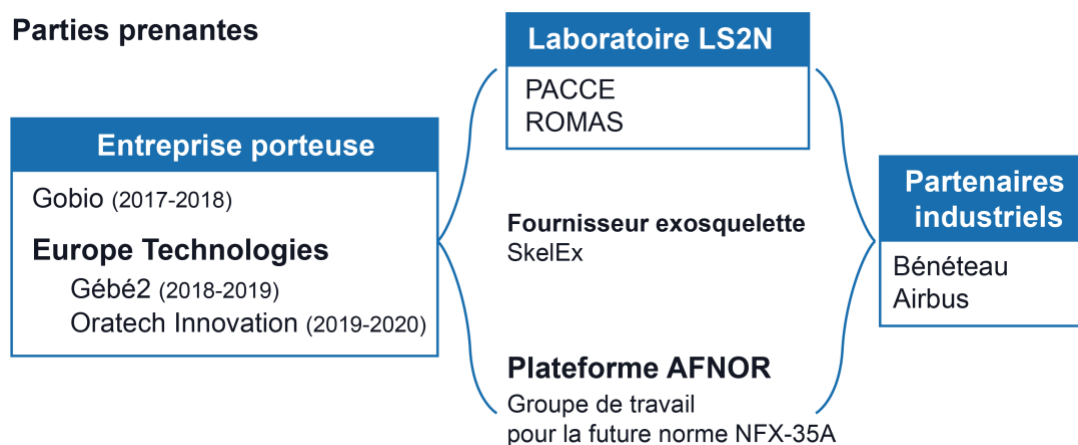 Parties prenantes
Entreprise porteuse
Gobio (2017-2018)
Europe Technologies
Gébé2 (2018-2019)
Oratech Innovation (2019-2020)
Laboratoire LS2N
PACCE
ROMAS
Fournisseur exosquelette
SkelEx
Plateforme AFNOR
Groupe de travail
pour la future norme NFX-35A
Partenaires
industriels
Bénéteau
Airbus